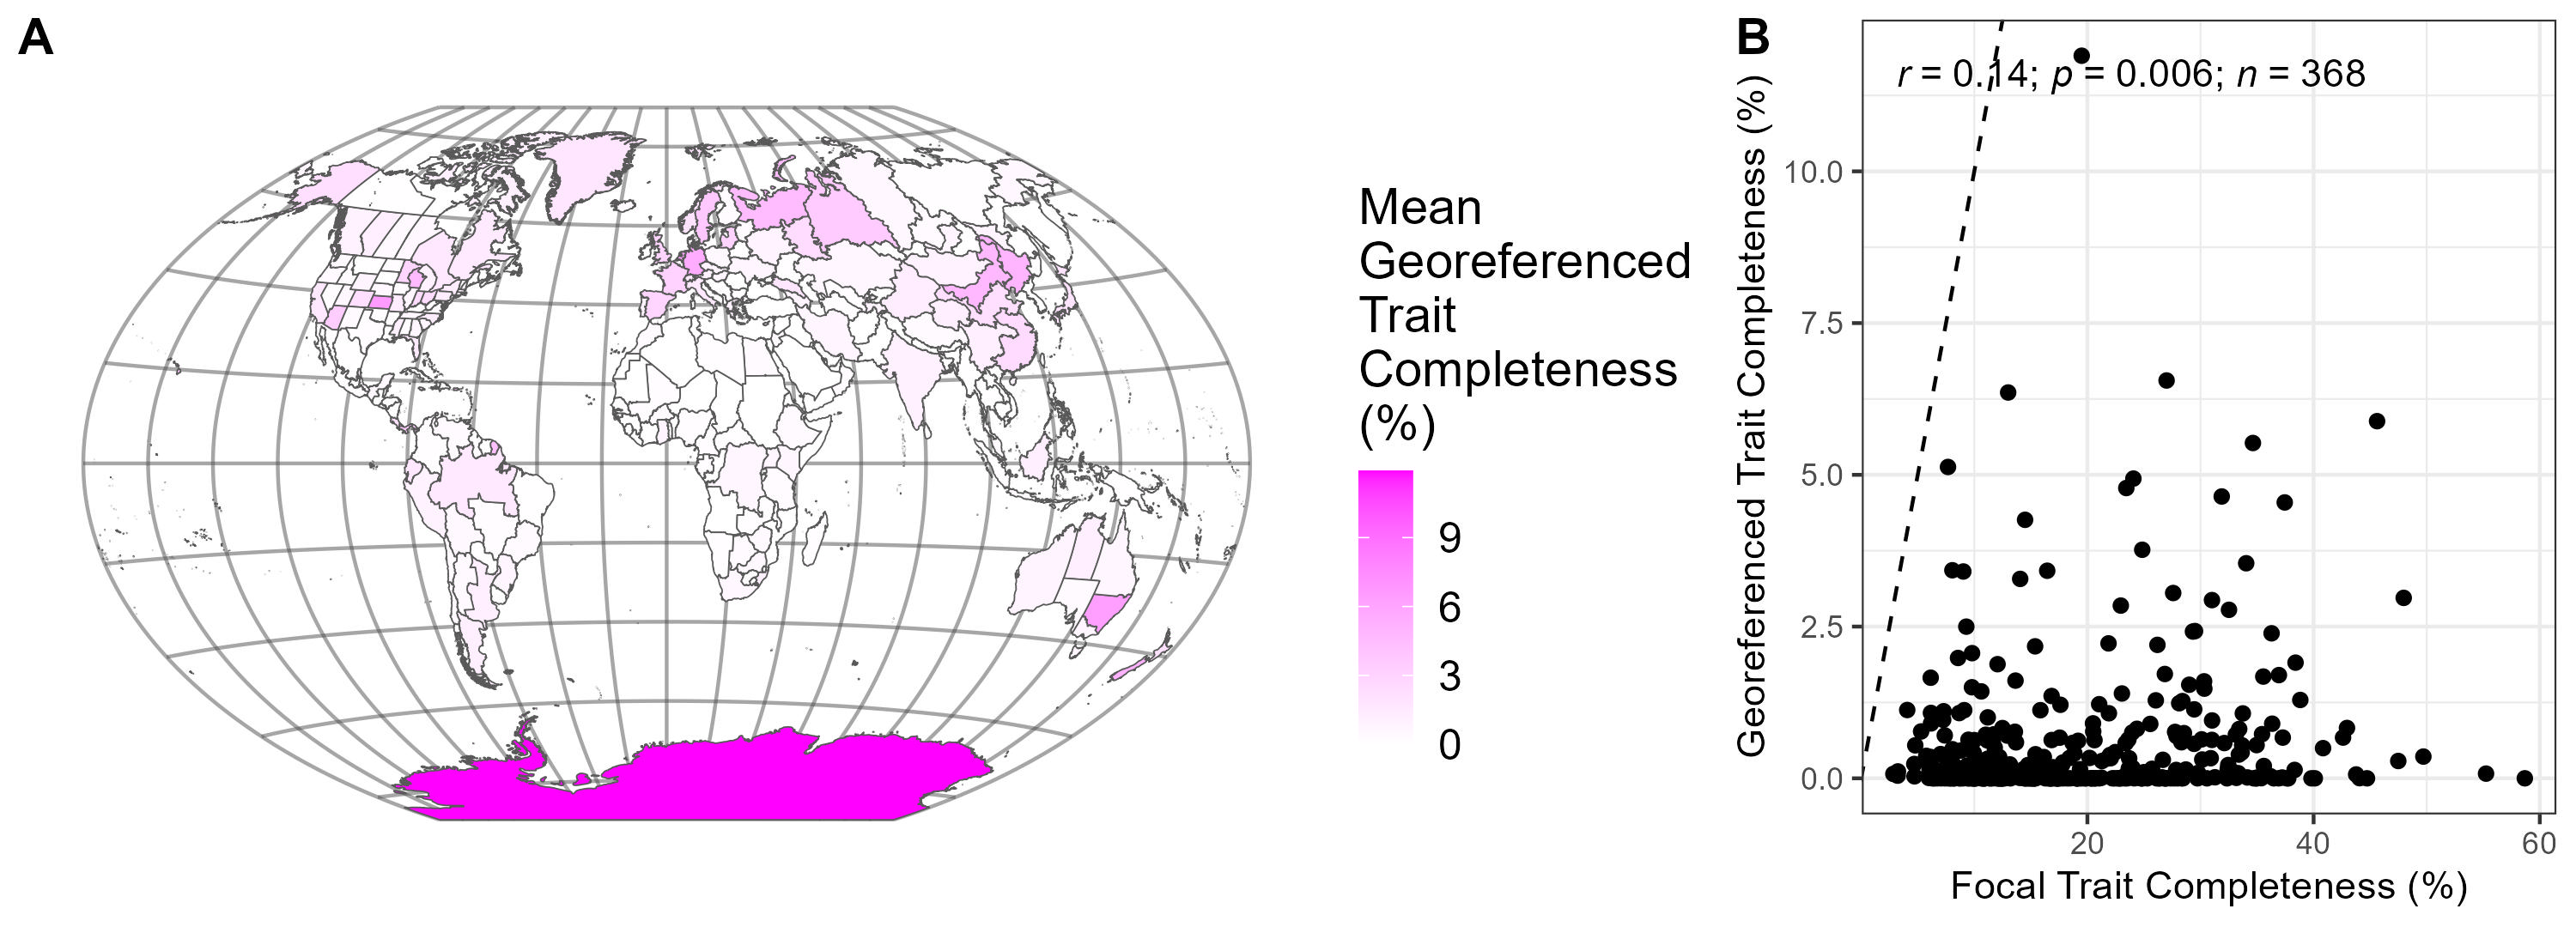 A
Mean
Georeferenced
Trait
Completeness
(%)
9
6
3
0
B
r = 0.14; p = 0.006; n = 368
Georeferenced Trait Completeness (%)
10.0
7.5
5.0
2.5
0.0
20 40 60
Focal Trait Completeness (%)